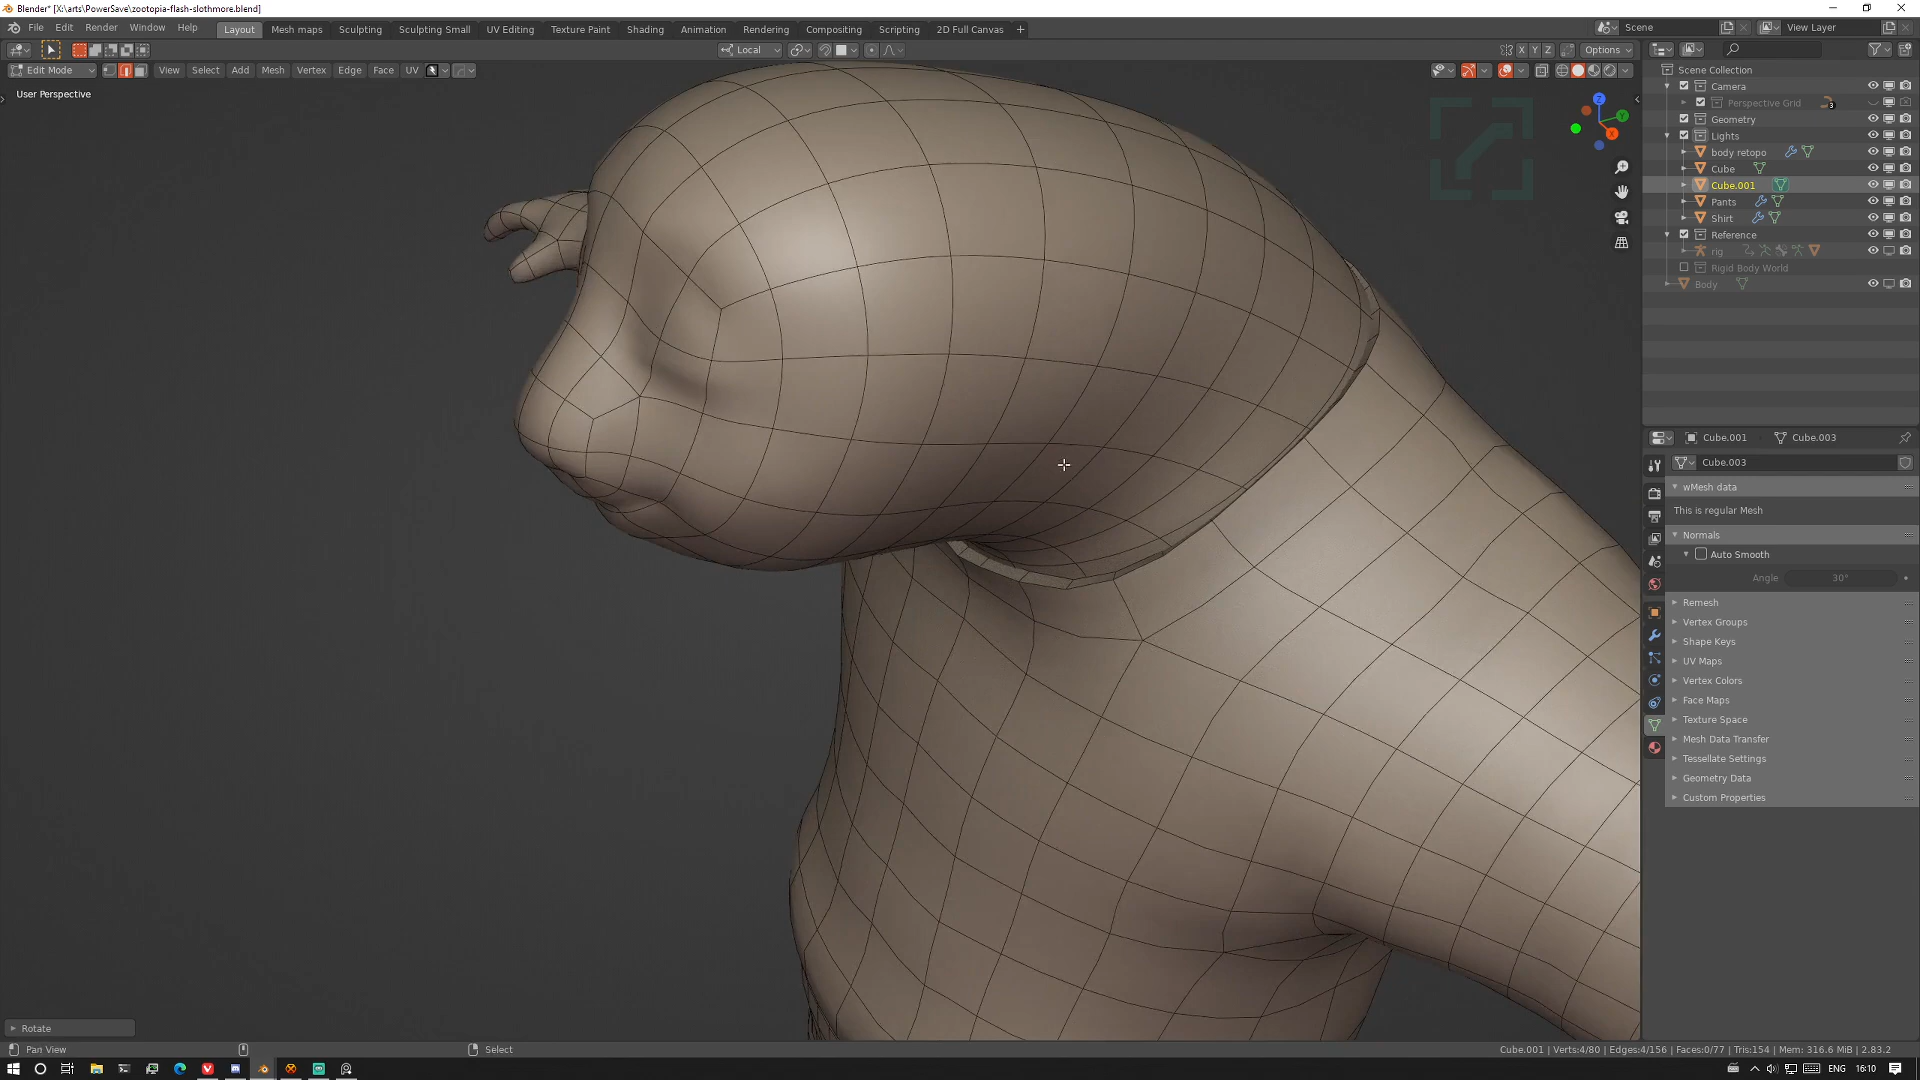 Blender* [X:\arts\PowerSave\zootopia-flash-slothmore.blend]
File Edit Render Window Help Layout Mesh maps Sculpting Sculpting Small UV Editing Texture Paint Shading Animation Rendering Compositing Scripting 2D Full Canvas + Scene View Layer
Local X Y Z Options
Edit Mode View Select Add Mesh Vertex Edge Face UV
User Perspective
Z
Y
X
Scene Collection
Camera
Perspective Grid 3
Geometry
Lights
body retopo
Cube
Cube.001
Pants
Shirt
Reference
rig
Rigid Body World
Body
Cube.001 Cube.003
Cube.003
wMesh data
This is regular Mesh
Normals
Auto Smooth
Angle 30°
Remesh
Vertex Groups
Shape Keys
UV Maps
Vertex Colors
Face Maps
Texture Space
Mesh Data Transfer
Tessellate Settings
Geometry Data
Custom Properties
Rotate
Pan View Select Cube.001 | Verts:4/80 | Edges:4/156 | Faces:0/77 | Tris:154 | Mem: 316.6 MiB | 2.83.2
ENG 16:10